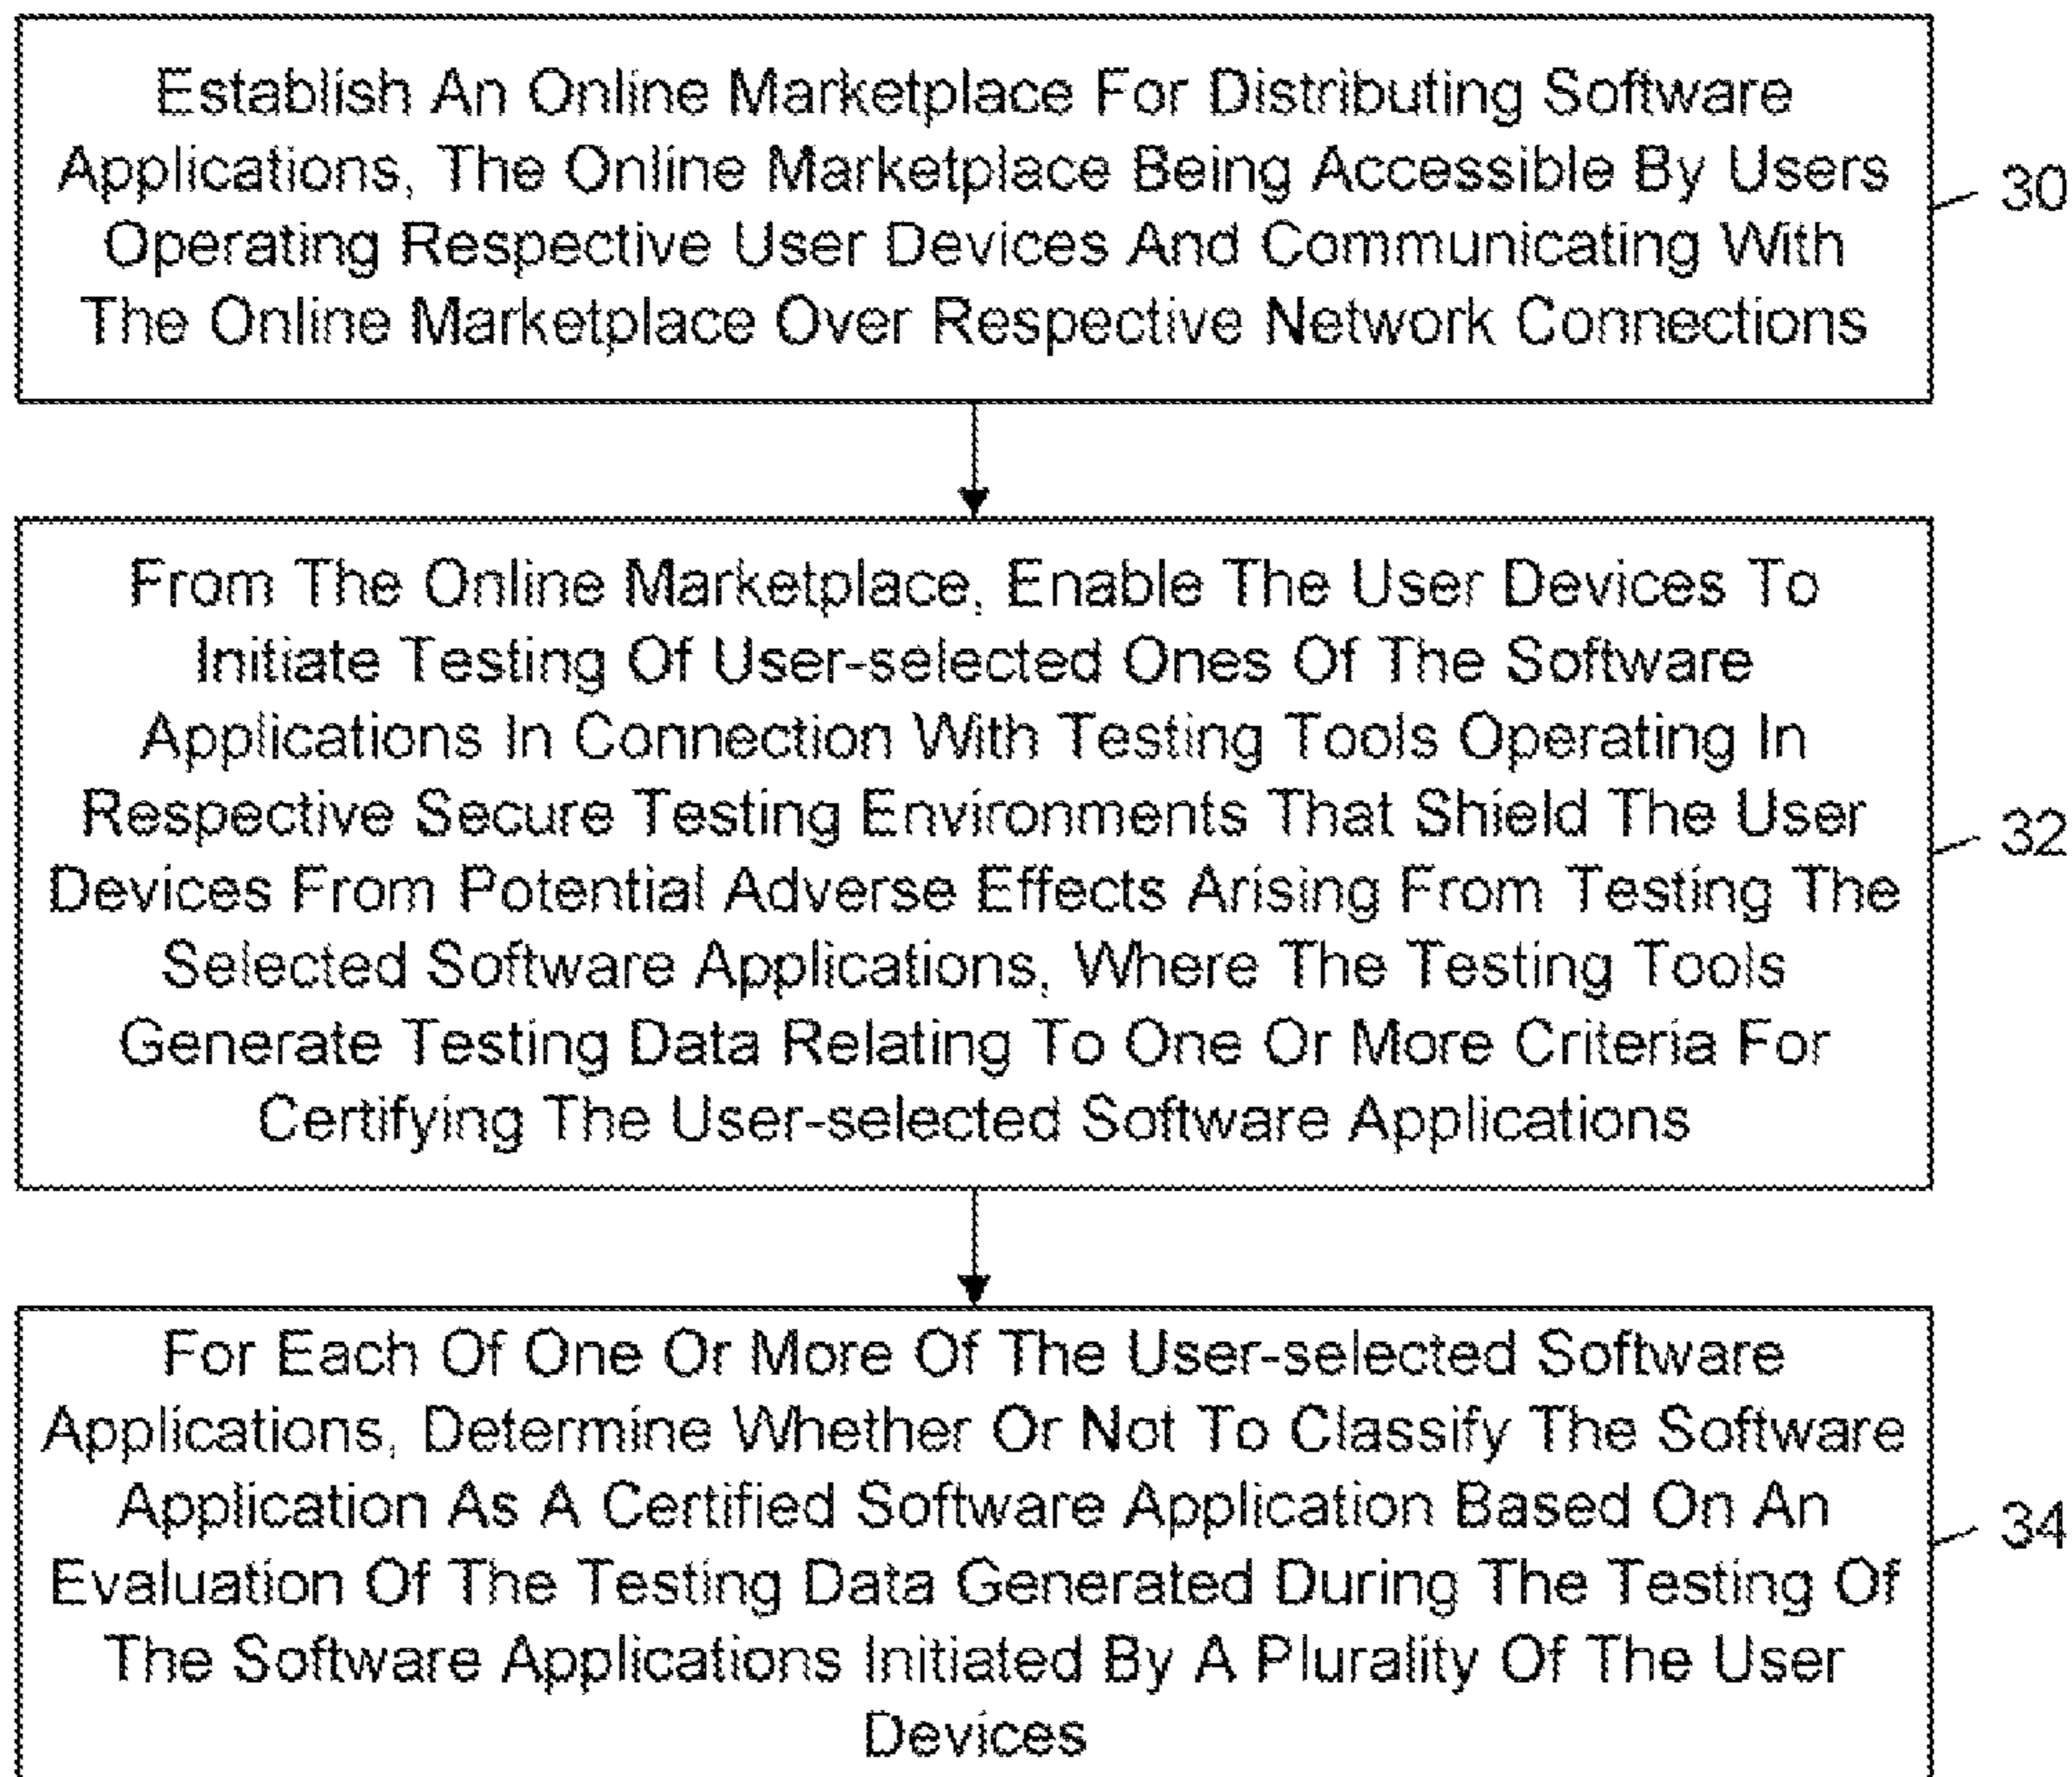 Establish An Online Marketplace For Distributing Software
Applications, The Online Marketplace Being Accessible By Users
Operating Respective User Devices And Communicating With
The Online Marketplace Over Respective Network Connections
30
From The Online Marketplace, Enable The User Devices To
Initiate Testing Of User-selected Ones Of The Software
Applications In Connection With Testing Tools Operating In
Respective Secure Testing Environments That Shield The User
Devices From Potential Adverse Effects Arising From Testing The
Selected Software Applications, Where The Testing Tools
Generate Testing Data Relating To One Or More Criteria For
Certifying The User-selected Software Applications
32
For Each Of One Or More Of The User-selected Software
Applications, Determine Whether Or Not To Classify The Software
Application As A Certified Software Application Based On An
Evaluation Of The Testing Data Generated During The Testing Of
The Software Applications Initiated By A Plurality Of The User
Devices
34